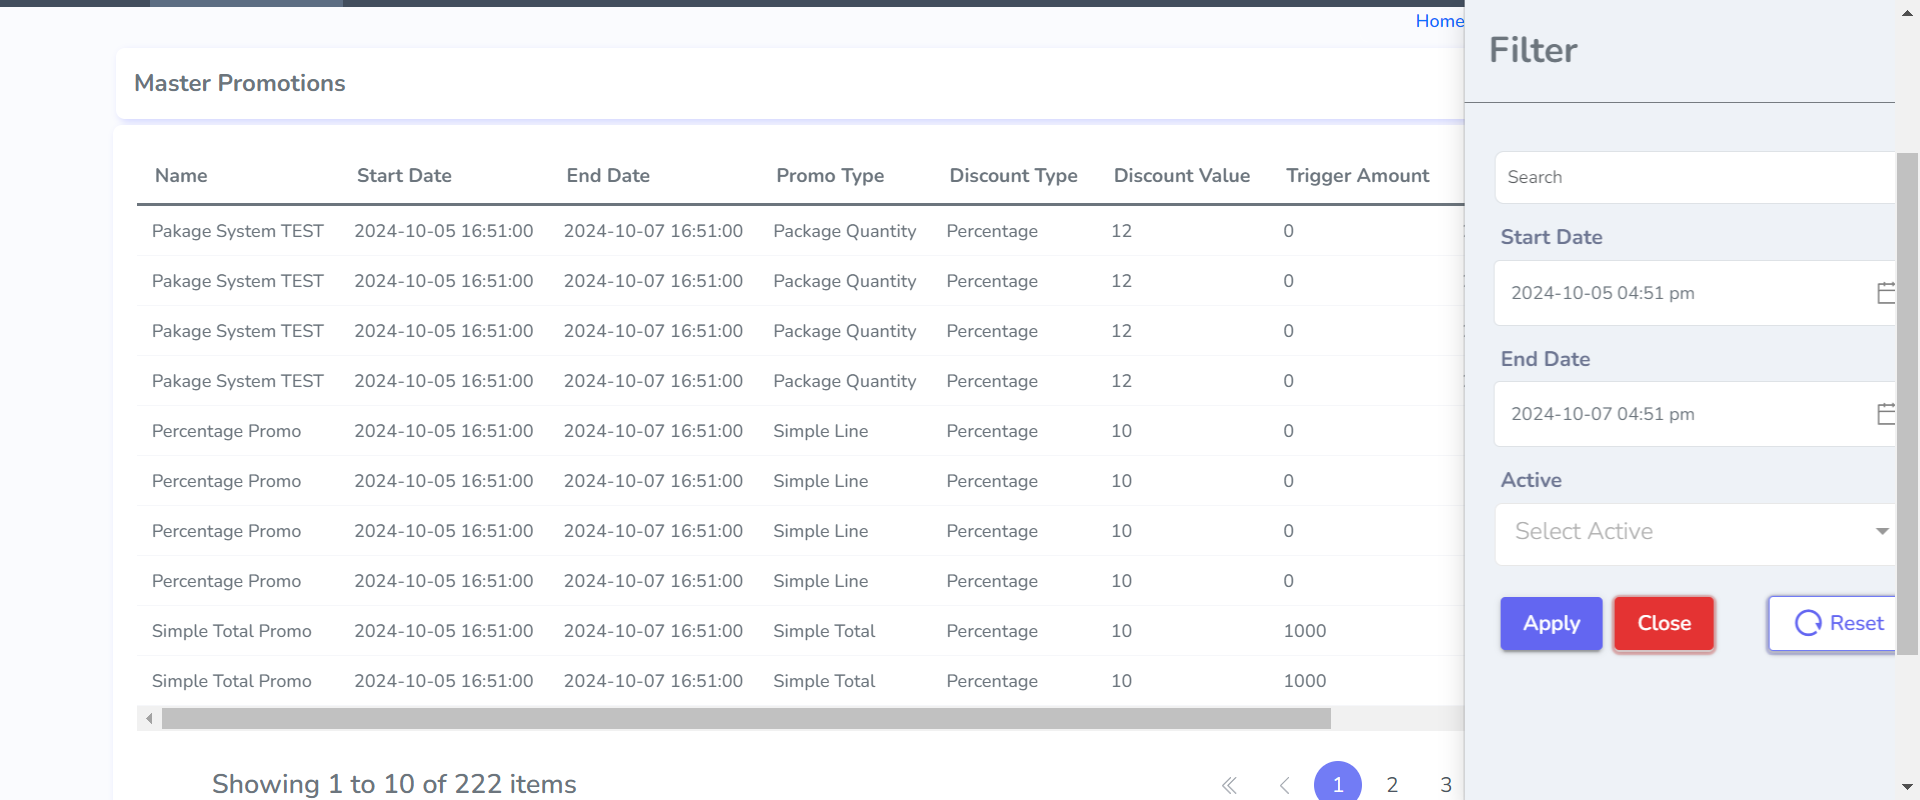 Home
Filter
Master Promotions
Name Start Date End Date Promo Type Discount Type Discount Value Trigger Amount
Pakage System TEST 2024-10-05 16:51:00 2024-10-07 16:51:00 Package Quantity Percentage 12 0
Pakage System TEST 2024-10-05 16:51:00 2024-10-07 16:51:00 Package Quantity Percentage 12 0
Pakage System TEST 2024-10-05 16:51:00 2024-10-07 16:51:00 Package Quantity Percentage 12 0
Pakage System TEST 2024-10-05 16:51:00 2024-10-07 16:51:00 Package Quantity Percentage 12 0
Percentage Promo 2024-10-05 16:51:00 2024-10-07 16:51:00 Simple Line Percentage 10 0
Percentage Promo 2024-10-05 16:51:00 2024-10-07 16:51:00 Simple Line Percentage 10 0
Percentage Promo 2024-10-05 16:51:00 2024-10-07 16:51:00 Simple Line Percentage 10 0
Percentage Promo 2024-10-05 16:51:00 2024-10-07 16:51:00 Simple Line Percentage 10 0
Simple Total Promo 2024-10-05 16:51:00 2024-10-07 16:51:00 Simple Total Percentage 10 1000
Simple Total Promo 2024-10-05 16:51:00 2024-10-07 16:51:00 Simple Total Percentage 10 1000
Showing 1 to 10 of 222 items
1 2 3
Search
Start Date
2024-10-05 04:51 pm
End Date
2024-10-07 04:51 pm
Active
Select Active
Apply Close Reset